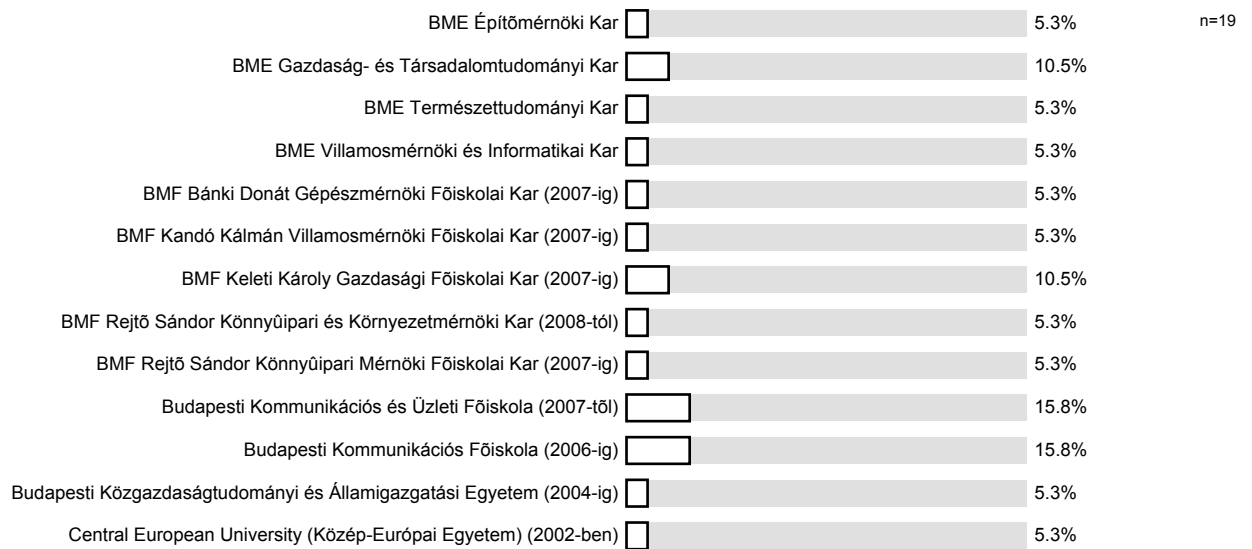 BME Építõmérnöki Kar 5.3% n=19
BME Gazdaság- és Társadalomtudományi Kar 10.5%
BME Természettudományi Kar 5.3%
BME Villamosmérnöki és Informatikai Kar 5.3%
BMF Bánki Donát Gépészmérnöki Fõiskolai Kar (2007-ig) 5.3%
BMF Kandó Kálmán Villamosmérnöki Fõiskolai Kar (2007-ig) 5.3%
BMF Keleti Károly Gazdasági Fõiskolai Kar (2007-ig) 10.5%
BMF Rejtõ Sándor Könnyûipari és Környezetmérnöki Kar (2008-tól) 5.3%
BMF Rejtõ Sándor Könnyûipari Mérnöki Fõiskolai Kar (2007-ig) 5.3%
Budapesti Kommunikációs és Üzleti Fõiskola (2007-tõl) 15.8%
Budapesti Kommunikációs Fõiskola (2006-ig) 15.8%
Budapesti Közgazdaságtudományi és Államigazgatási Egyetem (2004-ig) 5.3%
Central European University (Közép-Európai Egyetem) (2002-ben) 5.3%